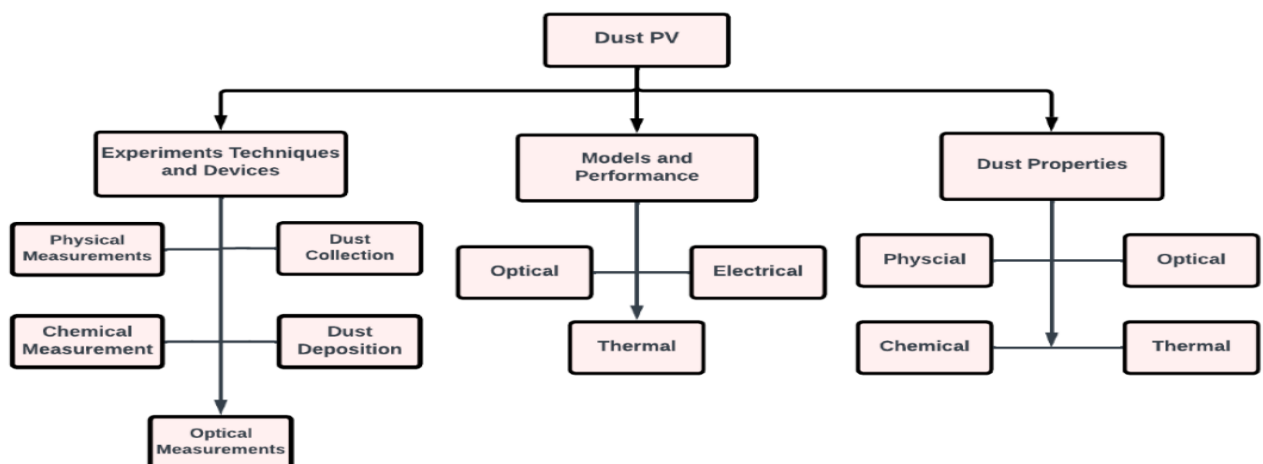 Dust PV
Experiments Techniques
and Devices
Models and
Performance
Dust Properties
Physical
Measurements
Dust
Collection
Chemical
Measurement
Dust
Deposition
Optical
Measurements
Optical
Electrical
Thermal
Physcial
Optical
Chemical
Thermal